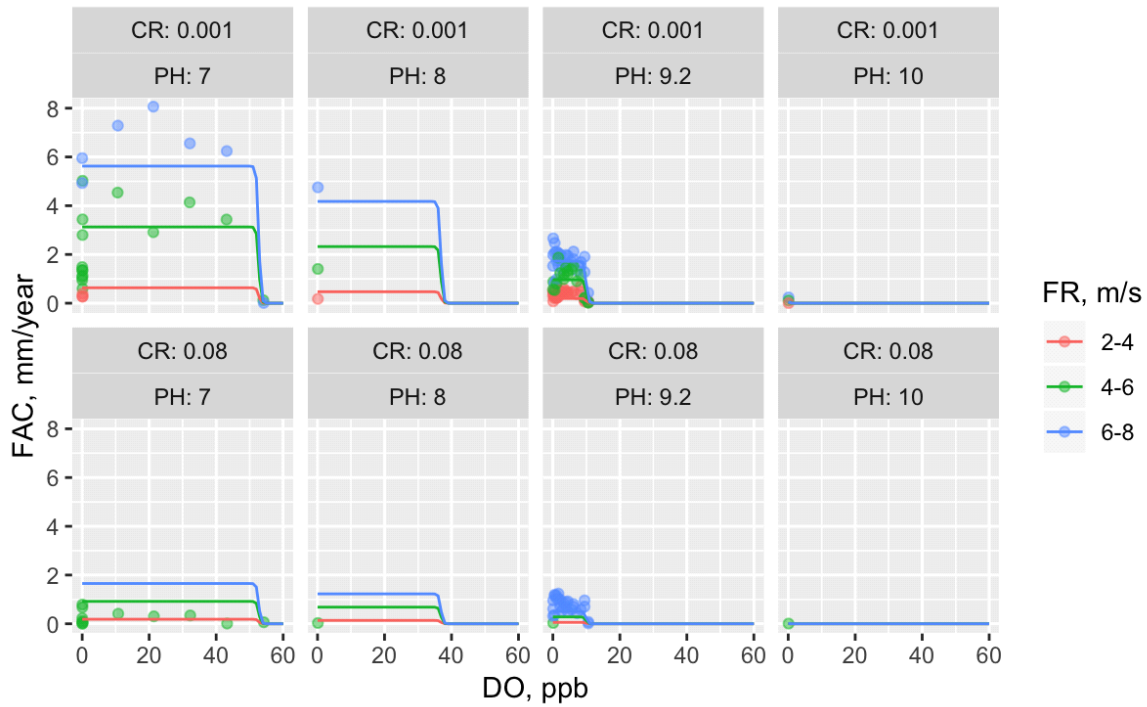 CR: 0.001 CR: 0.001 CR: 0.001 CR: 0.001
PH: 7 PH: 8 PH: 9.2 PH: 10
8
6
4
2
0
CR: 0.08 CR: 0.08 CR: 0.08 CR: 0.08
PH: 7 PH: 8 PH: 9.2 PH: 10
8
6
4
2
0
0 20 40 60 0 20 40 60 0 20 40 60 0 20 40 60
DO, ppb
FAC, mm/year
FR, m/s
2-4
4-6
6-8